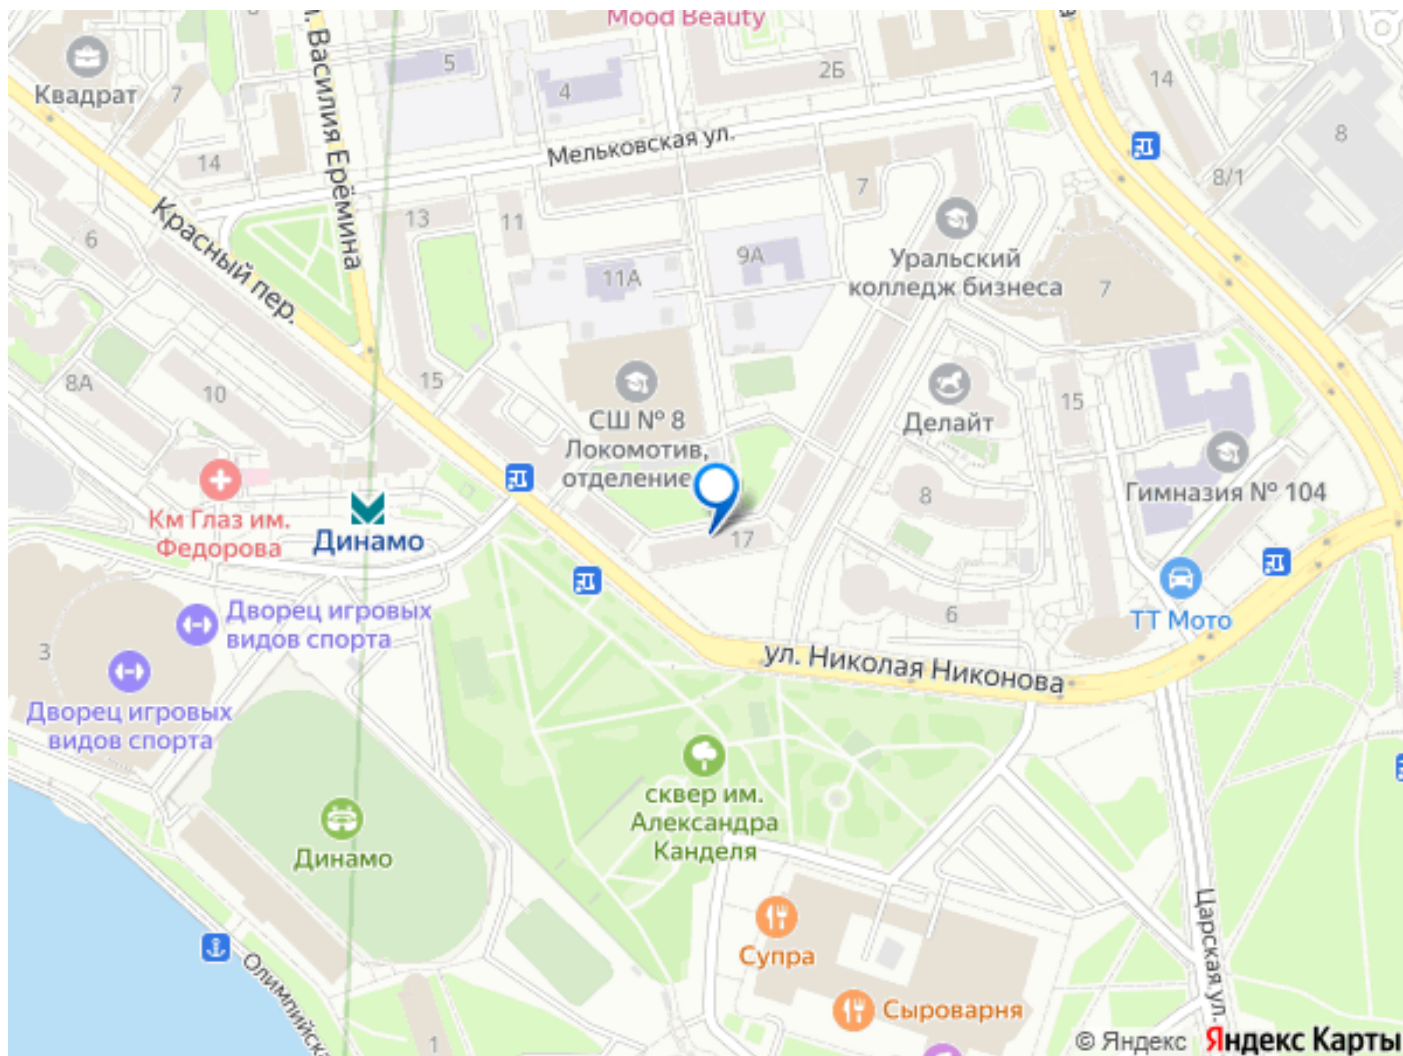 Mood Beauty
Квадрат
7
14
. Василия Ерёмина
5
4
2Б
14
8
8/1
Мельковская ул.
7
6
Красный пер.
13
11
11А
9А
Уральский
колледж бизнеса
7
8А
10
15
СШ № 8
Локомотив,
отделение
Делайт
15
8
Гимназия № 104
Км Глаз им.
Федорова
Динамо
17
6
ТТ Мото
3
Дворец игровых
видов спорта
Дворец игровых
видов спорта
ул. Николая Никонова
сквер им.
Александра
Канделя
Динамо
Супра
Сыроварня
Царская ул.
Олимпийска
1
© Яндекс Яндекс Карты